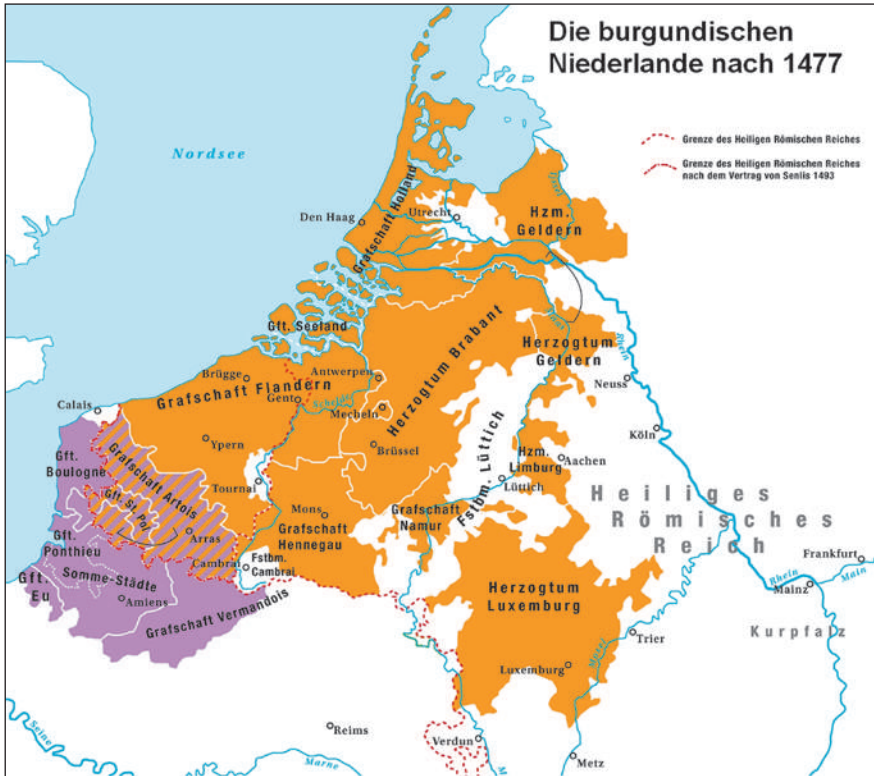 Die burgundischen
Niederlande nach 1477
Grenze des Heiligen Römischen Reiches
Grenze des Heiligen Römischen Reiches
nach dem Vertrag von Senlis 1493
Nordsee
Grafschaft Holland
Utrecht
Den Haag
Hzm.
Geldern
Gft. Seeland
Rhein
Herzogtum Brabant
Herzogtum
Geldern
Neuss
Brügge
Antwerpen
Grafschaft Flandern
Gent
Schelde
Mecheln
Calais
Ypern
Brüssel
Köln
Gft.
Boulogne
Grafschaft Artois
Fstbm. Lüttich
Hzm.
Limburg
Aachen
Tournai
Lüttich
Gft. St. Pol
Mons
Grafschaft
Hennegau
Grafschaft
Namur
Heiliges
Römisches
Reich
Arras
Gft.
Ponthieu
Cambrai
Fstbm.
Cambrai
Somme-Städte
Gft.
Eu
Amiens
Grafschaft Vermandois
Herzogtum
Luxemburg
Frankfurt
Rhein
Main
Mainz
Trier
Kurpfalz
Mosel
Luxemburg
Seine
Reims
Verdun
Marne
M
Metz